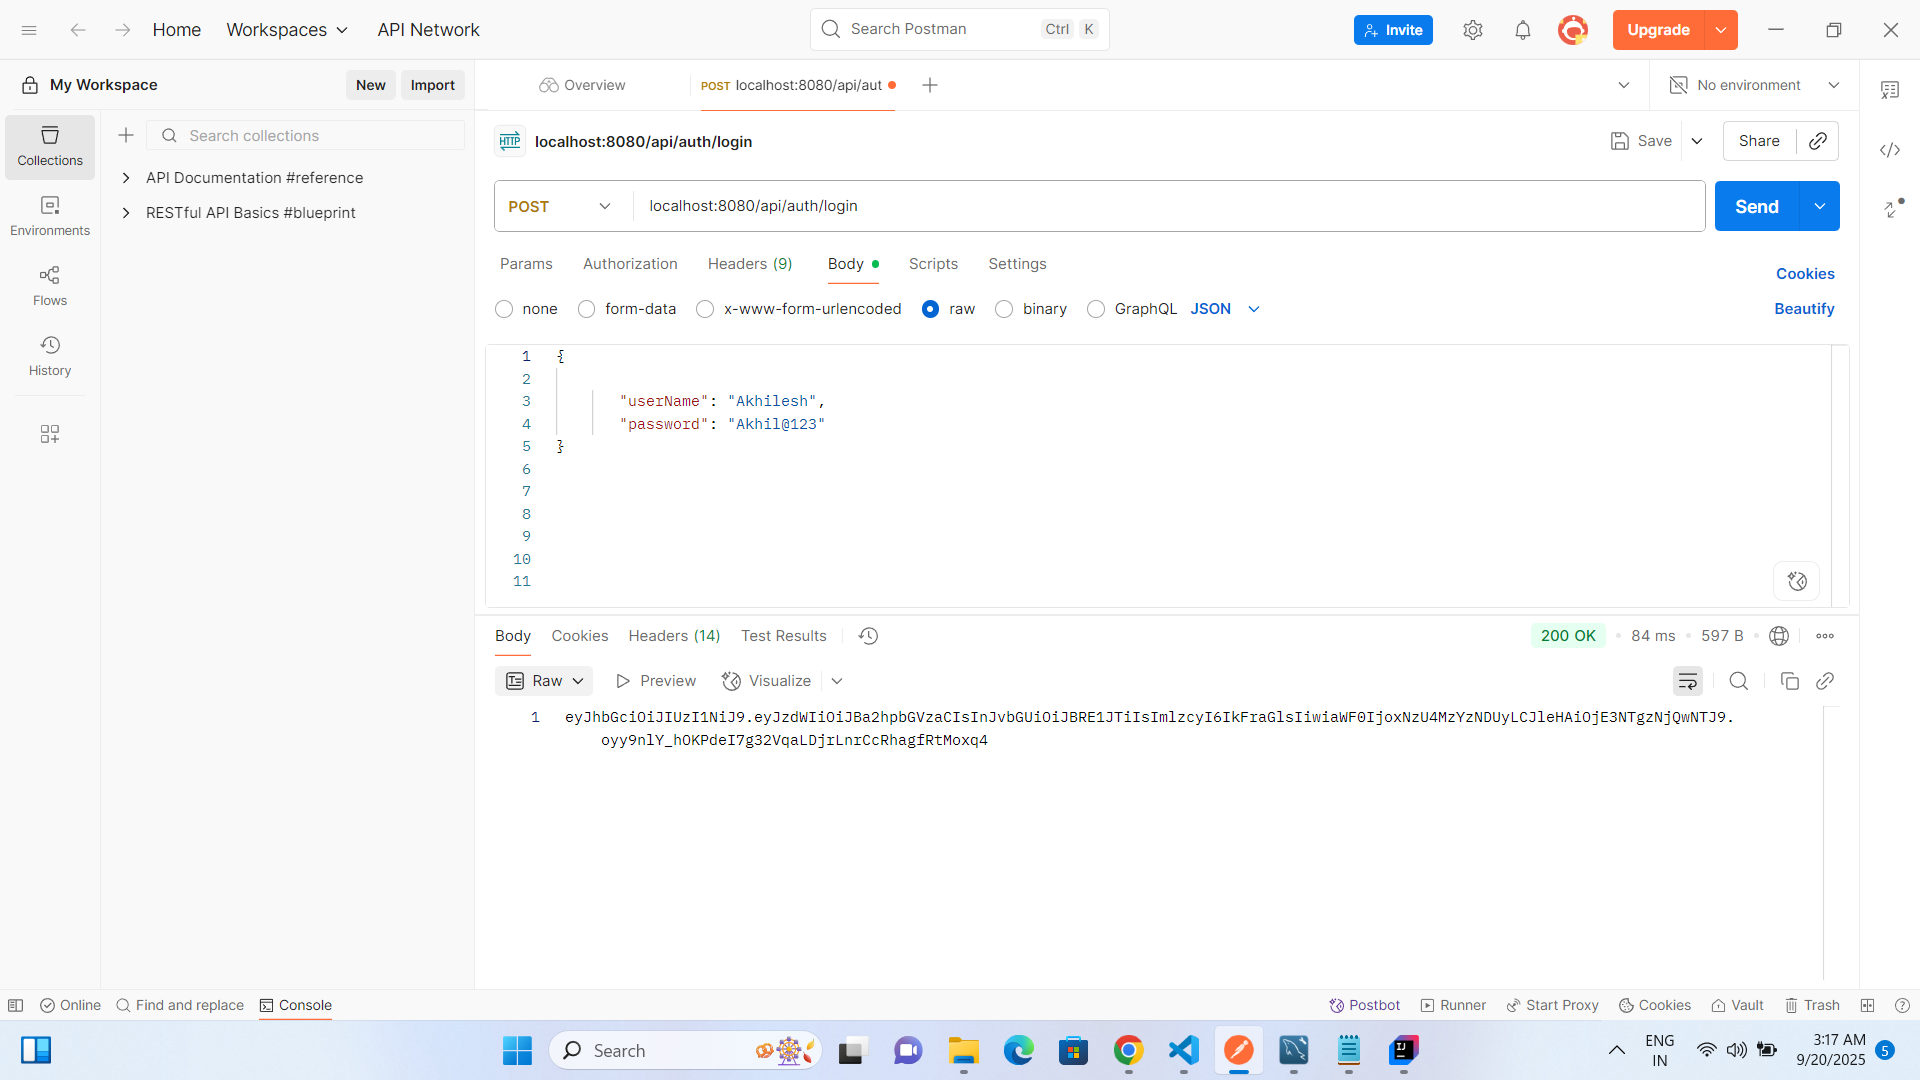 Home
Workspaces
API Network
Search Postman
Ctrl K
Invite
Upgrade
My Workspace
New
Import
Overview
POST localhost:8080/api/aut
No environment
Collections
Environments
Flows
History
Search collections
API Documentation #reference
RESTful API Basics #blueprint
HTTP localhost:8080/api/auth/login
Save
Share
POST
localhost:8080/api/auth/login
Send
Params
Authorization
Headers (9)
Body
Scripts
Settings
Cookies
none
form-data
x-www-form-urlencoded
raw
binary
GraphQL
JSON
Beautify
1 {
2
3 "userName": "Akhilesh",
4 "password": "Akhil@123"
5 }
6
7
8
9
10
11
Body
Cookies
Headers (14)
Test Results
200 OK
84 ms
597 B
Raw
Preview
Visualize
1 eyJhbGciOiJIUzI1NiJ9.eyJzdWIiOiJBa2hpbGVzaCIsInJvbGUiOiJBRE1JTiIsImlzcyI6IkFraGlsIiwiaWF0IjoxNzU4MzYzNDUyLCJleHAiOjE3NTgzNjQwNTJ9.
oyy9nlY_hOKPdeI7g32VqaLDjrLnrCcRhagfRtMoxq4
Online
Find and replace
Console
Postbot
Runner
Start Proxy
Cookies
Vault
Trash
Search
IJ
ENG
IN
3:17 AM
9/20/2025
5